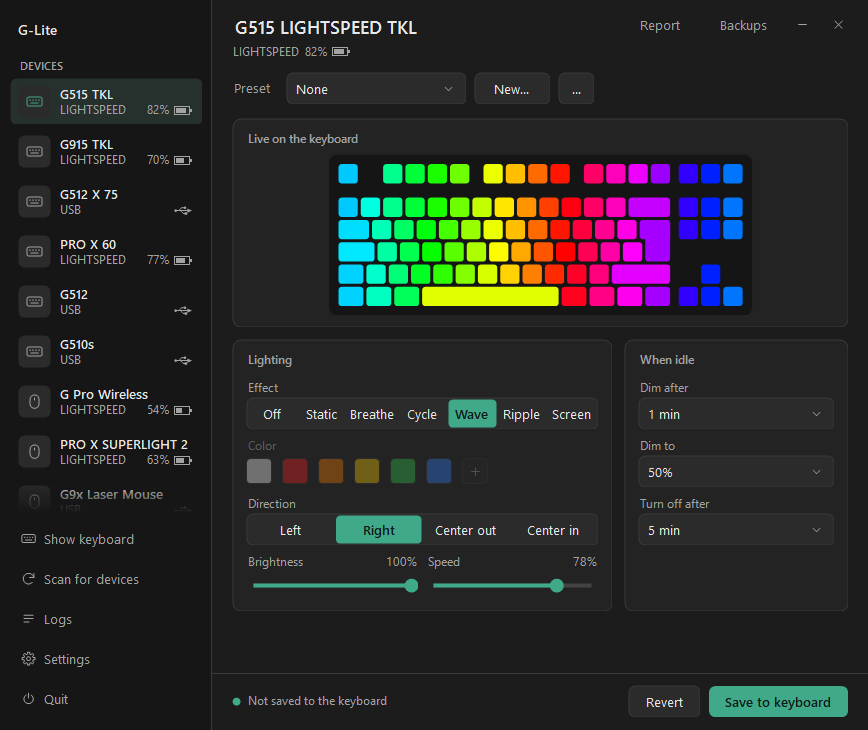 G-Lite
DEVICES
G515 TKL
LIGHTSPEED 82%
G915 TKL
LIGHTSPEED 70%
G512 X 75
USB
PRO X 60
LIGHTSPEED 77%
G512
USB
G510s
USB
G Pro Wireless
LIGHTSPEED 54%
PRO X SUPERLIGHT 2
LIGHTSPEED 63%
G9x Laser Mouse
USB
Show keyboard
Scan for devices
Logs
Settings
Quit
G515 LIGHTSPEED TKL
LIGHTSPEED 82%
Report Backups
Preset None New... ...
Live on the keyboard
Lighting
Effect
Off Static Breathe Cycle Wave Ripple Screen
Color
Direction
Left Right Center out Center in
Brightness 100% Speed 78%
When idle
Dim after
1 min
Dim to
50%
Turn off after
5 min
Not saved to the keyboard
Revert Save to keyboard